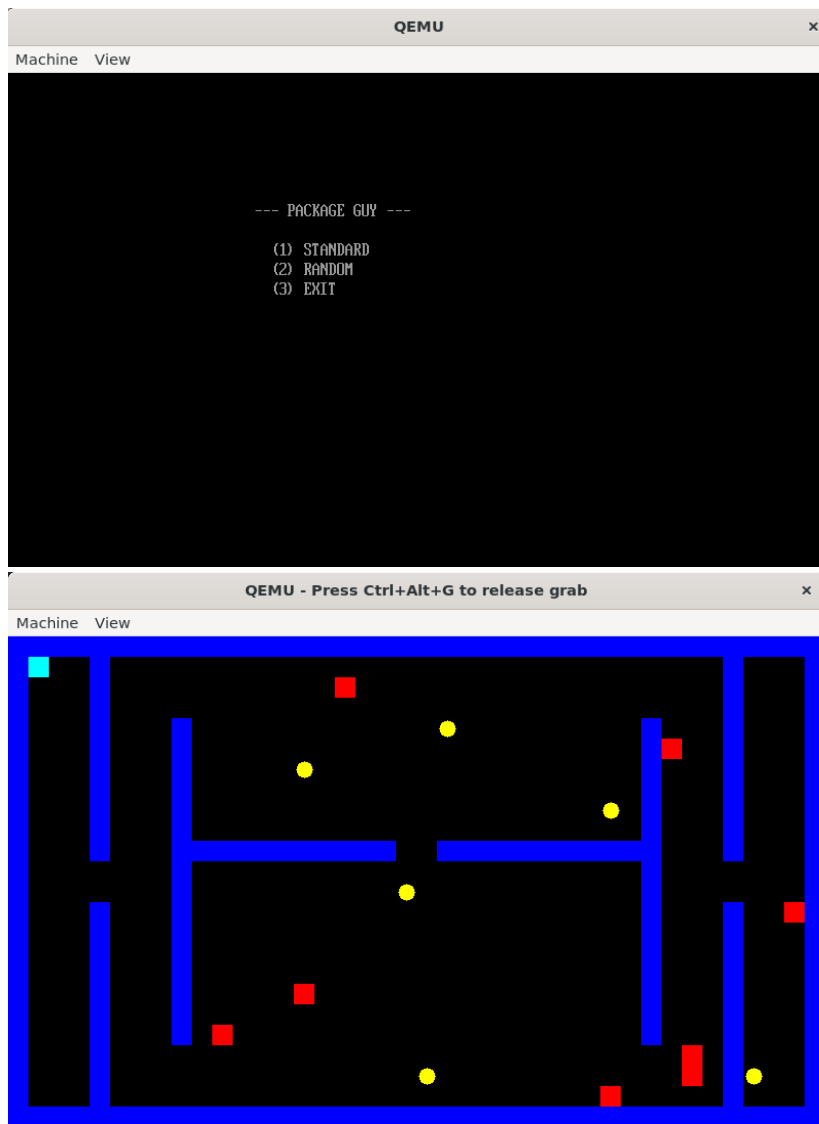 QEMU
Machine View
--- PACKAGE GUY ---
(1) STANDARD
(2) RANDOM
(3) EXIT
QEMU - Press Ctrl+Alt+G to release grab
Machine View